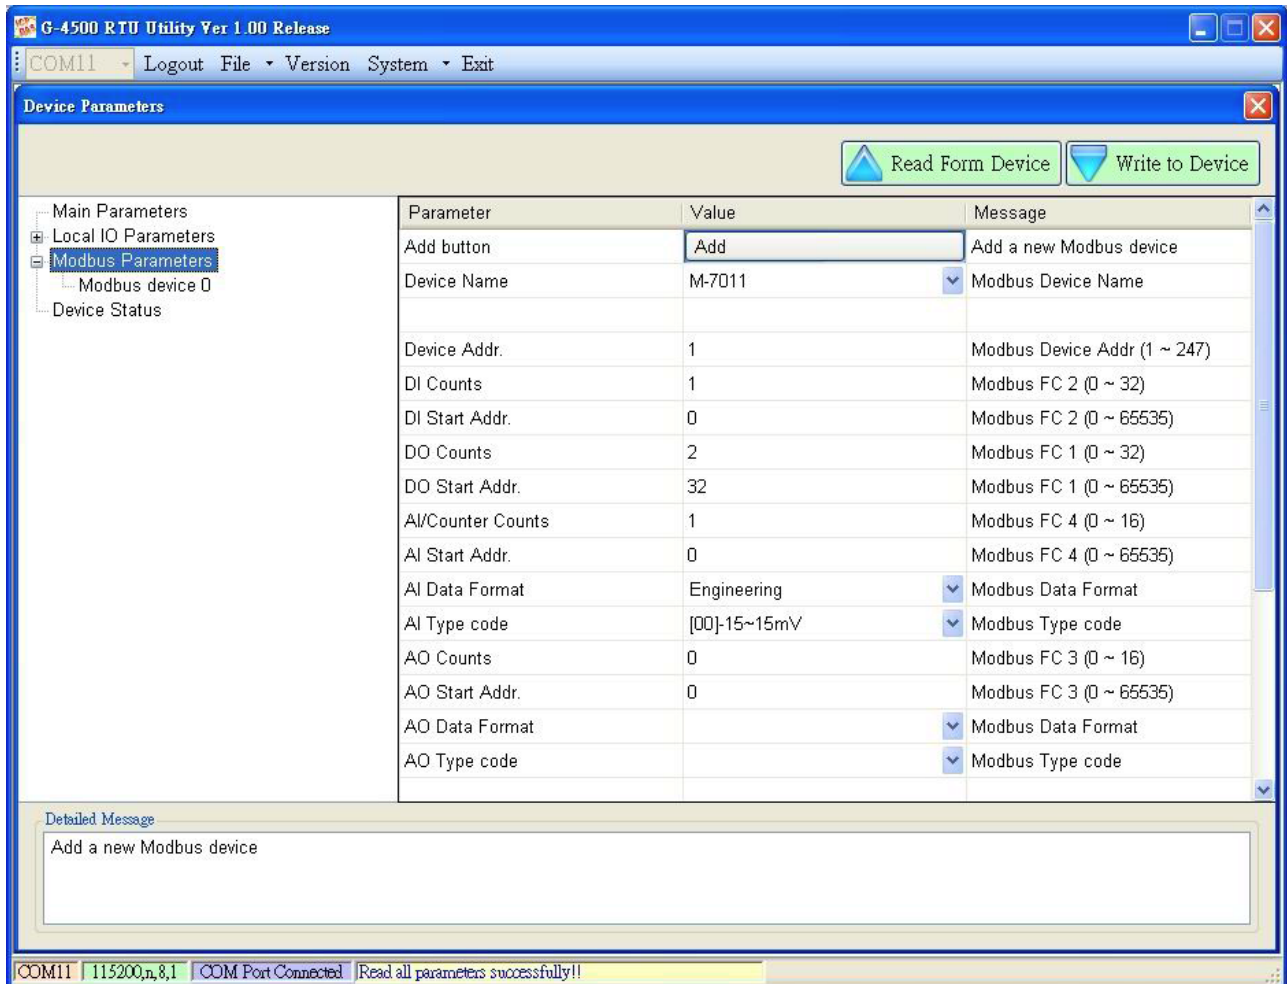 G-4500 RTU Utility Ver 1.00 Release
COM11 Logout File Version System Exit
Device Parameters
Read Form Device Write to Device
Main Parameters
Local IO Parameters
Modbus Parameters
Modbus device 0
Device Status
Parameter Value Message
Add button Add Add a new Modbus device
Device Name M-7011 Modbus Device Name
Device Addr. 1 Modbus Device Addr (1 ~ 247)
DI Counts 1 Modbus FC 2 (0 ~ 32)
DI Start Addr. 0 Modbus FC 2 (0 ~ 65535)
DO Counts 2 Modbus FC 1 (0 ~ 32)
DO Start Addr. 32 Modbus FC 1 (0 ~ 65535)
AI/Counter Counts 1 Modbus FC 4 (0 ~ 16)
AI Start Addr. 0 Modbus FC 4 (0 ~ 65535)
AI Data Format Engineering Modbus Data Format
AI Type code [00]-15~15mV Modbus Type code
AO Counts 0 Modbus FC 3 (0 ~ 16)
AO Start Addr. 0 Modbus FC 3 (0 ~ 65535)
AO Data Format Modbus Data Format
AO Type code Modbus Type code
Detailed Message
Add a new Modbus device
COM11 115200,n,8,1 COM Port Connected Read all parameters successfully!!